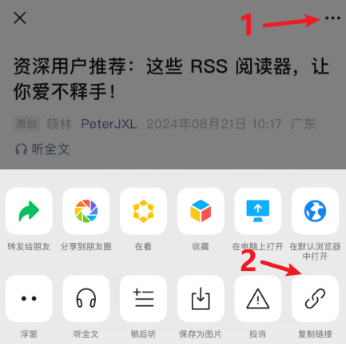 1
资深用户推荐：这些 RSS 阅读器，让
你爱不释手！
原创 晓林 PeterJXL 2024年08月21日 10:17 广东
听全文
转发给朋友 分享到朋友圈 在看 收藏 在电脑上打开 在默认浏览器
中打开
2
浮窗 听全文 稍后听 保存为图片 投诉 复制链接